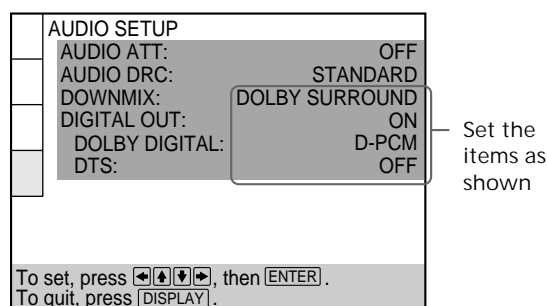 AUDIO SETUP
AUDIO ATT: OFF
AUDIO DRC: STANDARD
DOWNMIX: DOLBY SURROUND
DIGITAL OUT: ON
DOLBY DIGITAL: D-PCM
DTS: OFF
Set the
items as
shown
To set, press ←↑↓→, then ENTER.
To quit, press DISPLAY.